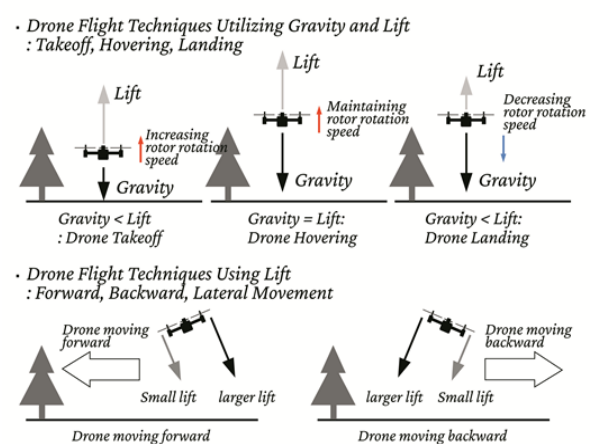 · Drone Flight Techniques Utilizing Gravity and Lift
: Takeoff, Hovering, Landing
Lift
Increasing
rotor rotation
speed
Gravity
Gravity < Lift
: Drone Takeoff
Lift
Maintaining
rotor rotation
speed
Gravity
Gravity = Lift:
Drone Hovering
Lift
Decreasing
rotor rotation
speed
Gravity
Gravity < Lift:
Drone Landing
· Drone Flight Techniques Using Lift
: Forward, Backward, Lateral Movement
Drone moving
forward
Small lift
larger lift
Drone moving forward
Drone moving
backward
larger lift
Small lift
Drone moving backward